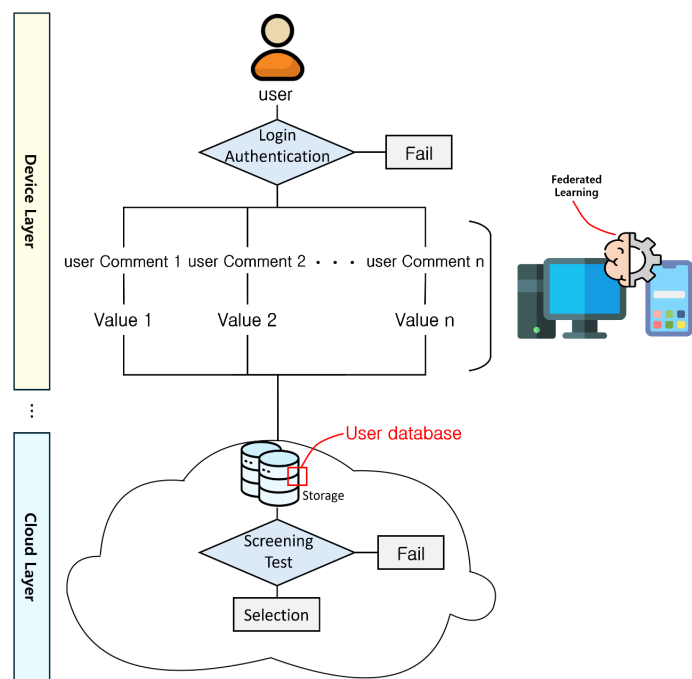 Device Layer
user
Login
Authentication
Fail
Federated
Learning
user Comment 1 user Comment 2 · · · user Comment n
Value 1 Value 2 Value n
...
Cloud Layer
User database
Storage
Screening
Test
Fail
Selection